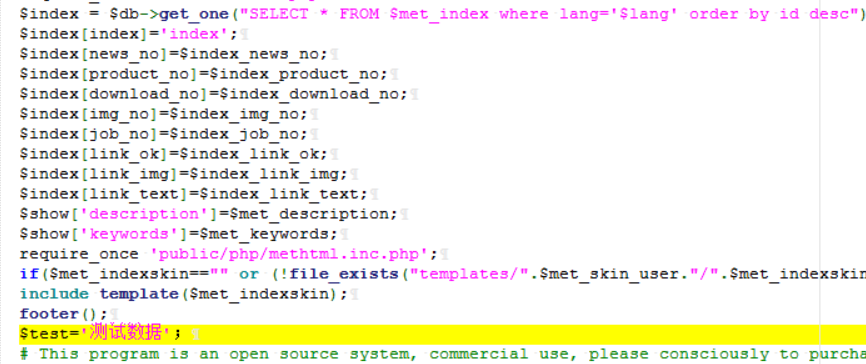 $index = $db->get_one("SELECT * FROM $met_index where lang='$lang' order by id desc")
$index[index]='index';
$index[news_no]=$index_news_no;
$index[product_no]=$index_product_no;
$index[download_no]=$index_download_no;
$index[img_no]=$index_img_no;
$index[job_no]=$index_job_no;
$index[link_ok]=$index_link_ok;
$index[link_img]=$index_link_img;
$index[link_text]=$index_link_text;
$show['description']=$met_description;
$show['keywords']=$met_keywords;
require_once 'public/php/methtml.inc.php';
if($met_indexskin=="" or (!file_exists("templates/".$met_skin_user."/".$met_indexskin
include template($met_indexskin);
footer();
$test='测试数据';
# This program is an open source system, commercial use, please consciously to purcha